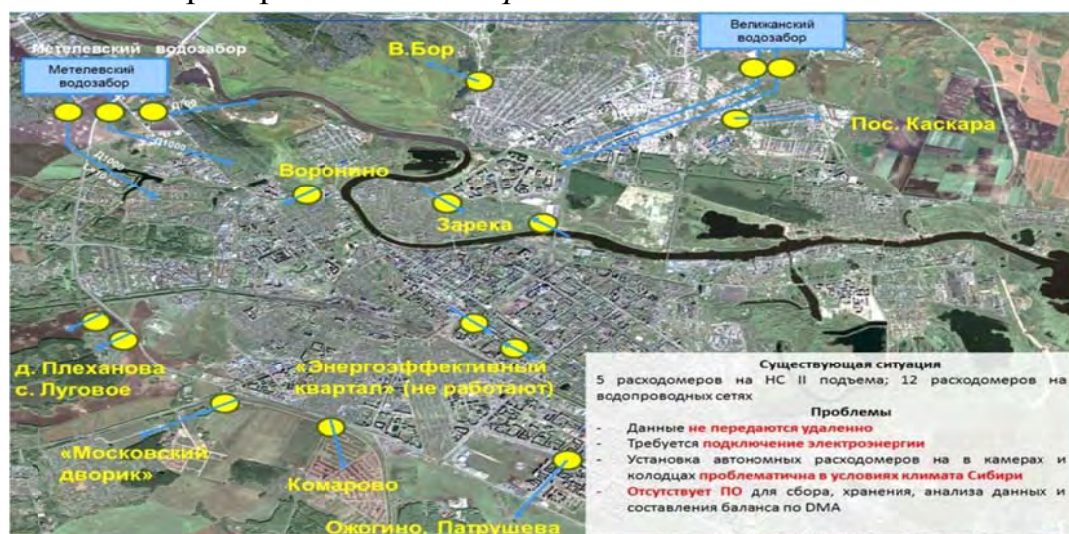 Метелевский водозабор
Метелевский
водозабор
В.Бор
Велижанский
водозабор
Д1000
Д1000
Пос. Каскара
Воронино
Зарека
д. Плеханова
с. Луговое
«Энергоэффективный
квартал» (не работают)
«Московский
дворик»
Комарово
Ожогино, Патрушева
Существующая ситуация
5 расходомеров на НС II подъема; 12 расходомеров на
водопроводных сетях
Проблемы
- Данные не передаются удаленно
- Требуется подключение электроэнергии
- Установка автономных расходомеров на в камерах и
колодцах проблематична в условиях климата Сибири
- Отсутствует ПО для сбора, хранения, анализа данных и
составления баланса по DMA